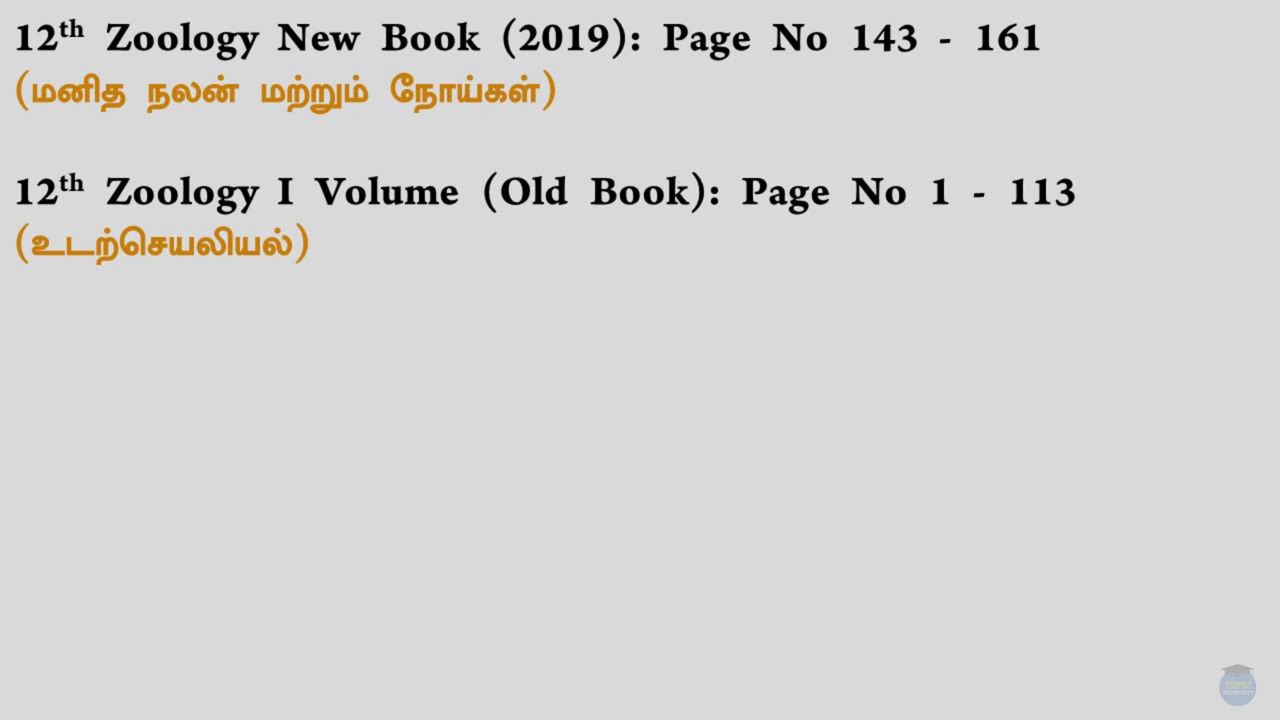 12th Zoology New Book (2019): Page No 143 - 161
(மனித நலன் மற்றும் நோய்கள்)
12th Zoology I Volume (Old Book): Page No 1 - 113
(உடற்செயலியல்)